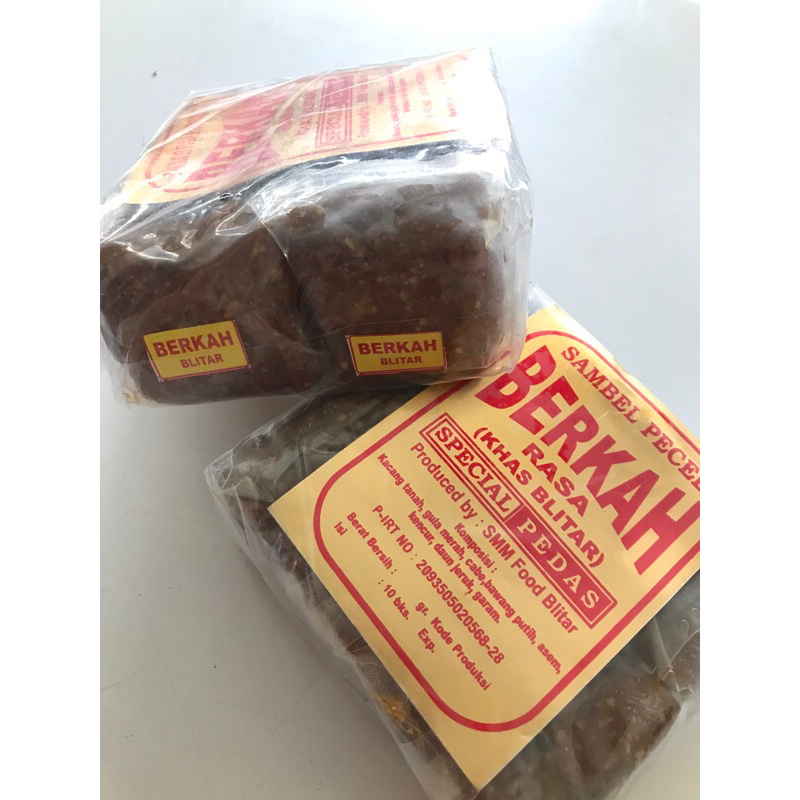 BERKAH
BLITAR
BERKAH
BLITAR
SAMBEL PECEL
BERKAH
RASA
(KHAS BLITAR)
SPECIAL PEDAS
Produced by : SMM Food Blitar
Komposisi :
Kacang tanah, gula merah, cabe,bawang putih, asem,
kencur, daun jeruk, garam.
P-IRT NO : 2093505020568-28
Berat Bersih : gr. Kode Produksi
Isi : 10 bks. Exp.